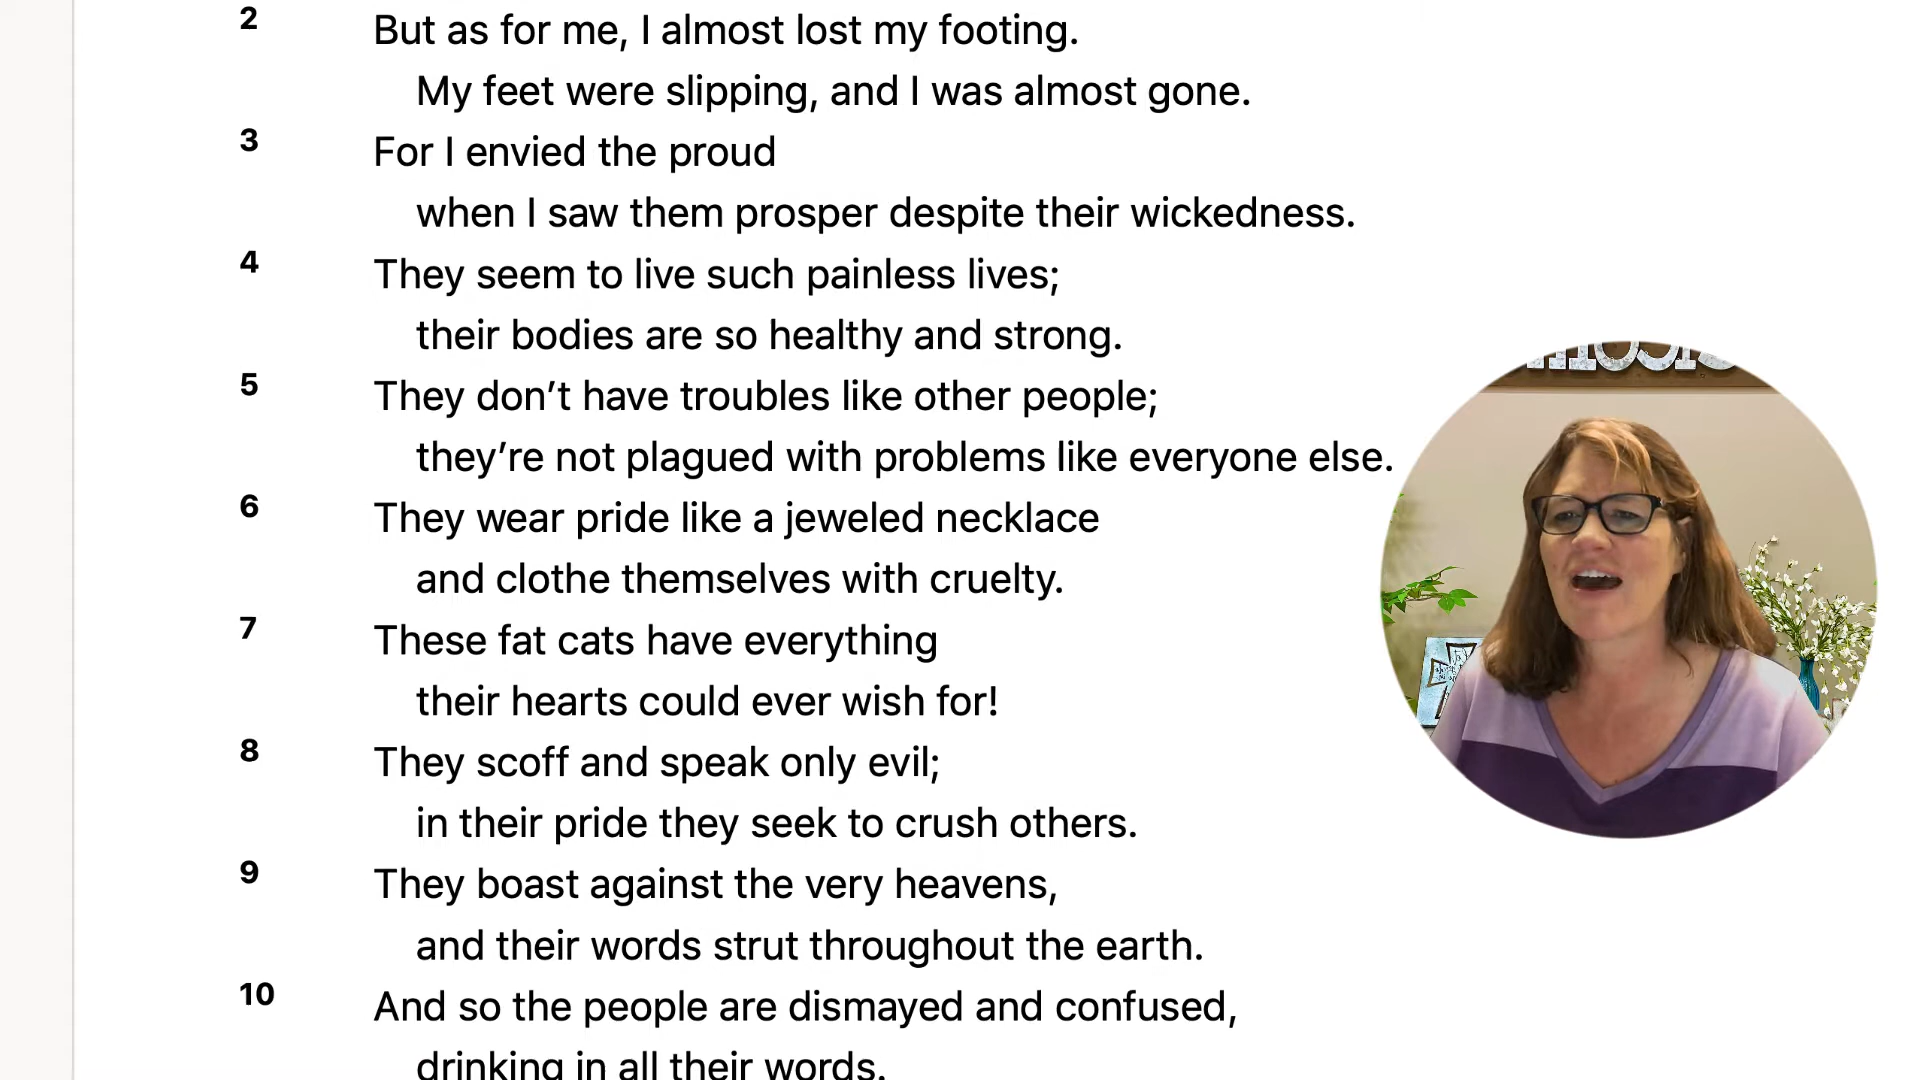 2 But as for me, I almost lost my footing.
My feet were slipping, and I was almost gone.
3 For I envied the proud
when I saw them prosper despite their wickedness.
4 They seem to live such painless lives;
their bodies are so healthy and strong.
5 They don’t have troubles like other people;
they’re not plagued with problems like everyone else.
6 They wear pride like a jeweled necklace
and clothe themselves with cruelty.
7 These fat cats have everything
their hearts could ever wish for!
8 They scoff and speak only evil;
in their pride they seek to crush others.
9 They boast against the very heavens,
and their words strut throughout the earth.
10 And so the people are dismayed and confused,
drinking in all their words.